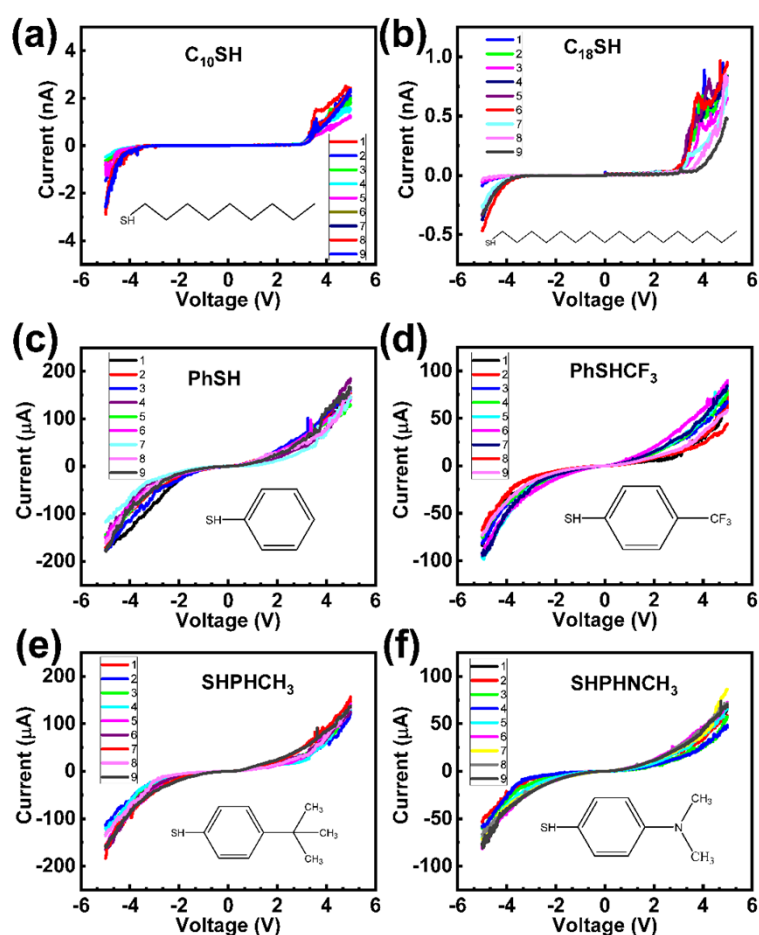 (a)
C₁₀SH
Current (nA)
4
2
0
-2
-4
1
2
3
4
5
6
7
8
9
SH
-6 -4 -2 0 2 4 6
Voltage (V)
(b)
C₁₈SH
Current (nA)
1.0
0.5
0.0
-0.5
1
2
3
4
5
6
7
8
9
SH
-6 -4 -2 0 2 4 6
Voltage (V)
(c)
PhSH
Current (μA)
200
100
0
-100
-200
1
2
3
4
5
6
7
8
9
SH
-6 -4 -2 0 2 4 6
Voltage (V)
(d)
PhSHCF₃
Current (μA)
100
50
0
-50
-100
1
2
3
4
5
6
7
8
9
SH CF₃
-6 -4 -2 0 2 4 6
Voltage (V)
(e)
SHPHCH₃
Current (μA)
200
100
0
-100
-200
1
2
3
4
5
6
7
8
9
CH₃
SH CH₃
CH₃
-6 -4 -2 0 2 4 6
Voltage (V)
(f)
SHPHNCH₃
Current (μA)
100
50
0
-50
-100
1
2
3
4
5
6
7
8
9
CH₃
SH N
CH₃
-6 -4 -2 0 2 4 6
Voltage (V)